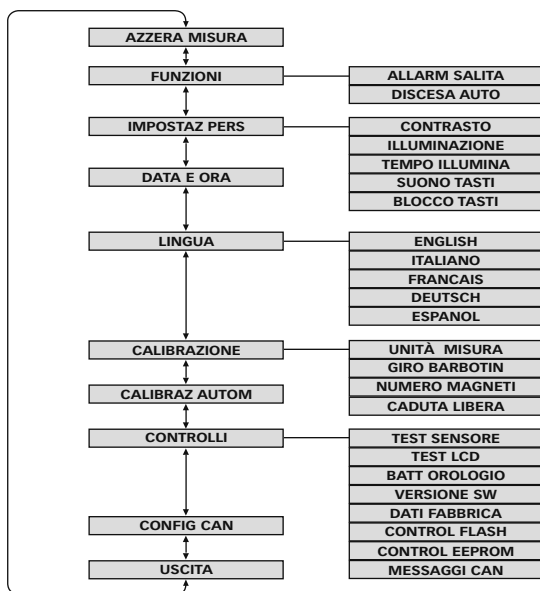 AZZERA MISURA
FUNZIONI
ALLARM SALITA
DISCESA AUTO
IMPOSTAZ PERS
CONTRASTO
ILLUMINAZIONE
TEMPO ILLUMINA
SUONO TASTI
BLOCCO TASTI
DATA E ORA
LINGUA
ENGLISH
ITALIANO
FRANCAIS
DEUTSCH
ESPANOL
CALIBRAZIONE
UNITÀ MISURA
GIRO BARBOTIN
NUMERO MAGNETI
CADUTA LIBERA
CALIBRAZ AUTOM
CONTROLLI
TEST SENSORE
TEST LCD
BATT OROLOGIO
VERSIONE SW
DATI FABBRICA
CONTROL FLASH
CONTROL EEPROM
MESSAGGI CAN
CONFIG CAN
USCITA